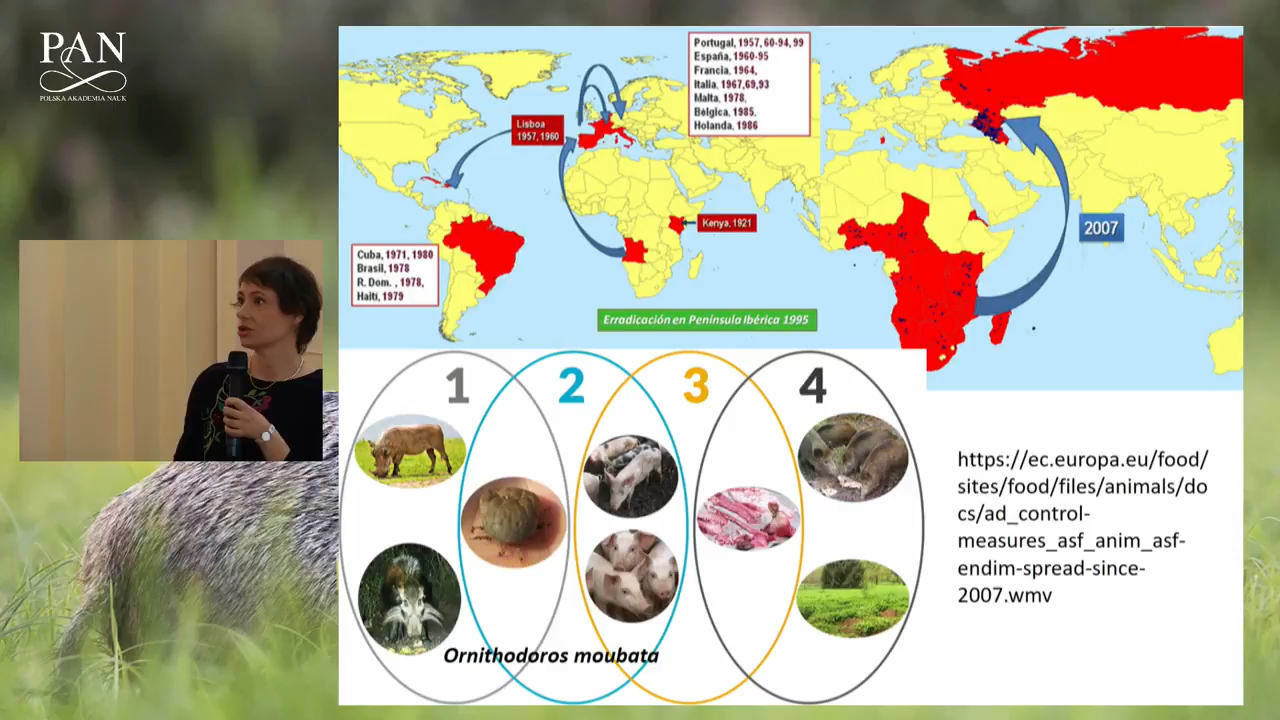 PAN
POLSKA AKADEMIA NAUK
Portugal, 1957, 60-94, 99
España, 1960-95
Francia, 1964,
Italia, 1967,69,93
Malta, 1978,
Bélgica, 1985,
Holanda, 1986
Lisboa
1957, 1960
Kenya, 1921
2007
Cuba, 1971, 1980
Brasil, 1978
R. Dom. , 1978,
Haití, 1979
Erradicación en Península Ibérica 1995
1
2
3
4
Ornithodoros moubata
https://ec.europa.eu/food/
sites/food/files/animals/do
cs/ad_control-
measures_asf_anim_asf-
endim-spread-since-
2007.wmv